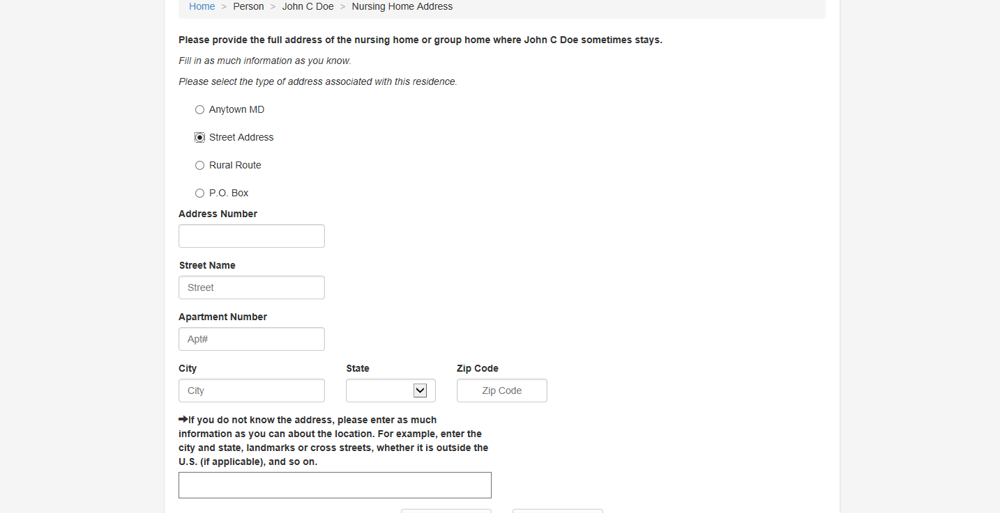 Home > Person > John C Doe > Nursing Home Address
Please provide the full address of the nursing home or group home where John C Doe sometimes stays.
Fill in as much information as you know.
Please select the type of address associated with this residence.
Anytown MD
Street Address
Rural Route
P.O. Box
Address Number
Street Name
Street
Apartment Number
Apt#
City State Zip Code
City Zip Code
➡If you do not know the address, please enter as much
information as you can about the location. For example, enter the
city and state, landmarks or cross streets, whether it is outside the
U.S. (if applicable), and so on.